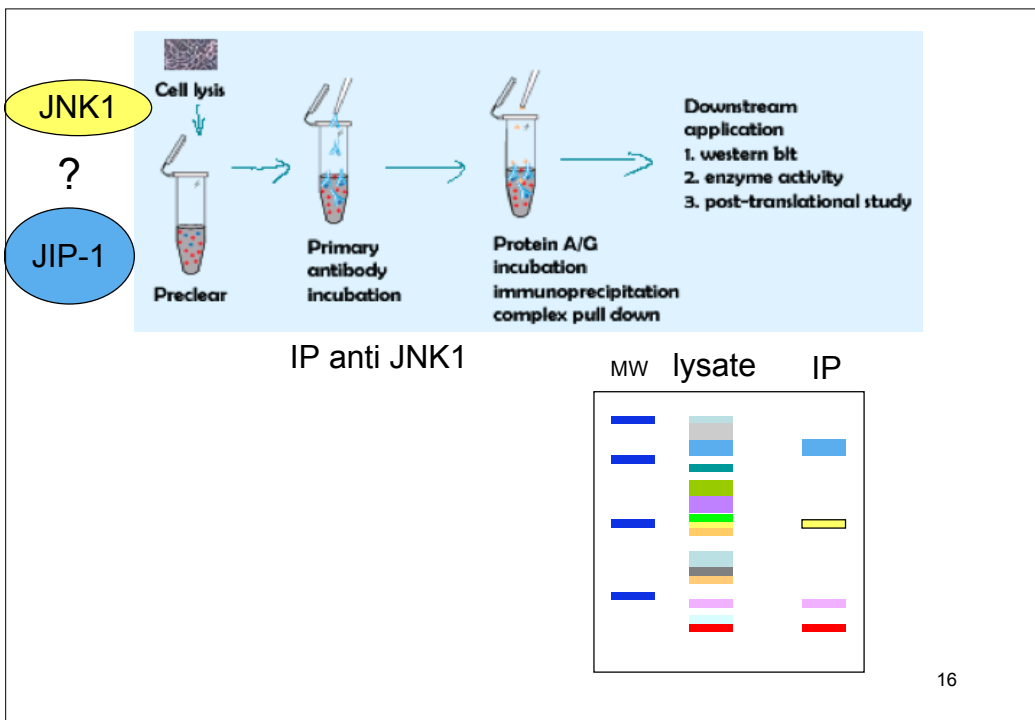 JNK1
?
JIP-1
Cell lysis
Preclear
Primary
antibody
incubation
Protein A/G
incubation
immunoprecipitation
complex pull down
Downstream
application
1. western blt
2. enzyme activity
3. post-translational study
IP anti JNK1
MW lysate IP
16